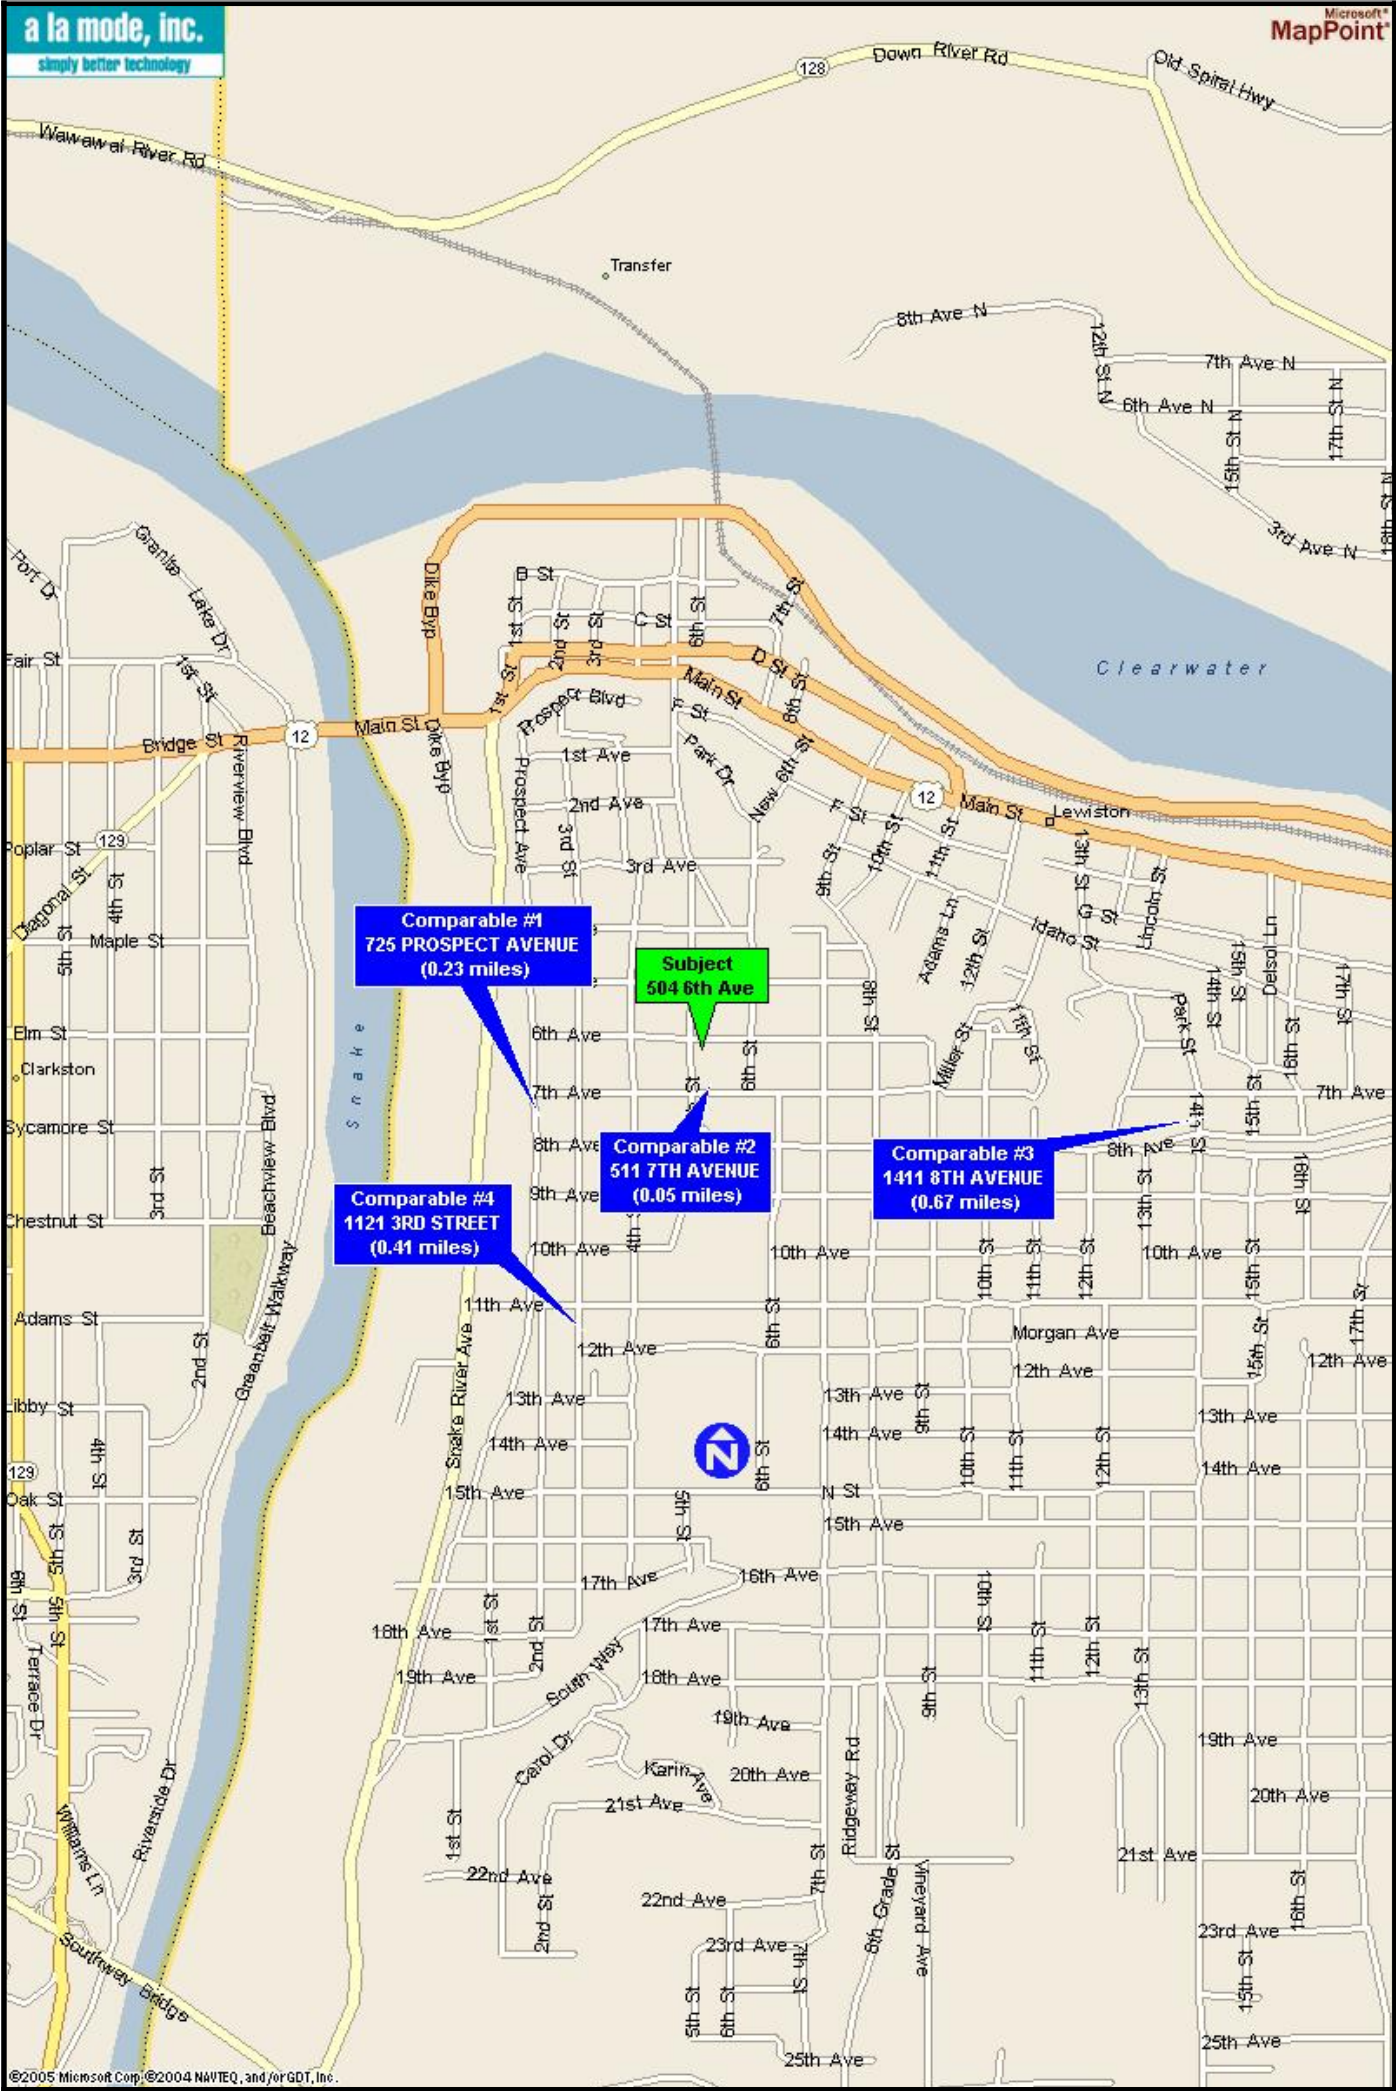 a la mode, inc.
simply better technology
Microsoft®
MapPoint®
128
Down River Rd
Old Spiral Hwy
Wawawai River Rd
Transfer
8th Ave N
12th St N
7th Ave N
6th Ave N
15th St N
17th St N
3rd Ave N
18th St N
Granite Lake Dr
Port Dr
Dike Byp
B St
1st St
2nd St
3rd St
C St
6th St
7th St
Fair St
1st St
1st St
D St
8th St
Clearwater
Main St
Prospect Blvd
F St
Main St
Dike Byp
12
Bridge St
Riverview Blvd
1st Ave
Park Dr
New 6th St
Prospect Ave
2nd Ave
12
F St
Main St
Lewiston
129
Poplar St
3rd St
3rd Ave
9th St
10th St
11th St
13th St
Lincoln St
Diagonal St
4th St
G St
Idaho St
Adams Ln
12th St
Delsol Ln
Comparable #1
725 PROSPECT AVENUE
(0.23 miles)
Maple St
5th St
Subject
504 6th Ave
8th St
14th St
15th St
17th St
Park St
Elm St
Snake
6th Ave
6th St
Miller St
11th St
16th St
Clarkston
7th Ave
St
14th St
15th St
7th Ave
Sycamore St
Beachview Blvd
8th Ave
Comparable #2
511 7TH AVENUE
(0.05 miles)
Comparable #3
1411 8TH AVENUE
(0.67 miles)
8th Ave
3rd St
Comparable #4
1121 3RD STREET
(0.41 miles)
9th Ave
13th St
16th St
Chestnut St
Greenbelt Walkway
10th Ave
4th St
10th Ave
10th St
11th St
12th St
10th Ave
15th St
11th Ave
6th St
Adams St
2nd St
Morgan Ave
17th St
12th Ave
15th St
12th Ave
12th Ave
Snake River Ave
13th Ave
13th Ave
9th St
Libby St
13th Ave
14th Ave
N
14th Ave
4th St
6th St
10th St
11th St
12th St
14th Ave
129
Oak St
15th Ave
5th St
N St
15th Ave
5th St
3rd St
6th St
17th Ave
16th Ave
5th St
1st St
10th St
18th Ave
2nd St
17th Ave
11th St
12th St
Terrace Dr
19th Ave
South Way
18th Ave
9th St
13th St
19th Ave
Carol Dr
Ridgeway Rd
19th Ave
Karin Ave
20th Ave
20th Ave
21st Ave
Williams Ln
Riverside Dr
1st St
7th St
8th Grade St
21st Ave
22nd Ave
Vineyard Ave
2nd St
22nd Ave
16th St
23rd Ave
23rd Ave
Southway Bridge
7th St
15th St
5th St
6th St
25th Ave
25th Ave
©2005 Microsoft Corp ©2004 NAVTEQ, and/or GDT, Inc.